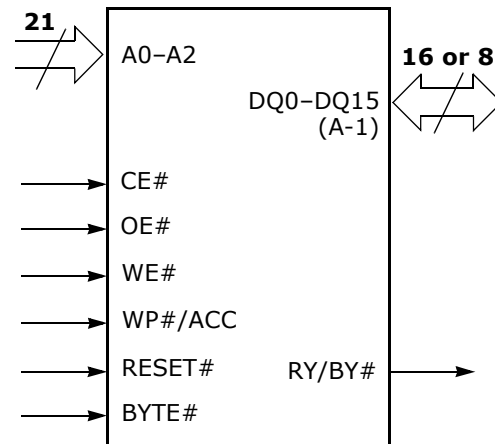 21
A0–A2
16 or 8
DQ0–DQ15
(A-1)
CE#
OE#
WE#
WP#/ACC
RESET#
RY/BY#
BYTE#